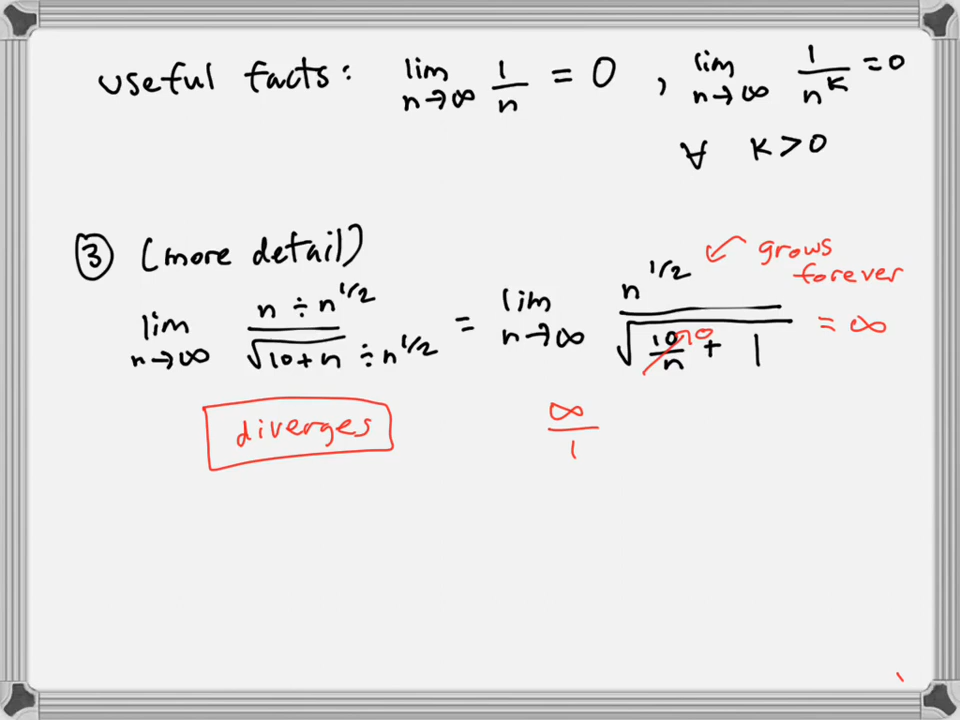 useful facts: lim n→∞ 1/n = 0, lim n→∞ 1/n^k = 0
∀ k > 0
③ (more detail)
grows
forever
lim n→∞ (n ÷ n^1/2)/(√(10+n) ÷ n^1/2) = lim n→∞ n^1/2/√(10/n → 0 + 1) = ∞
diverges
∞/1